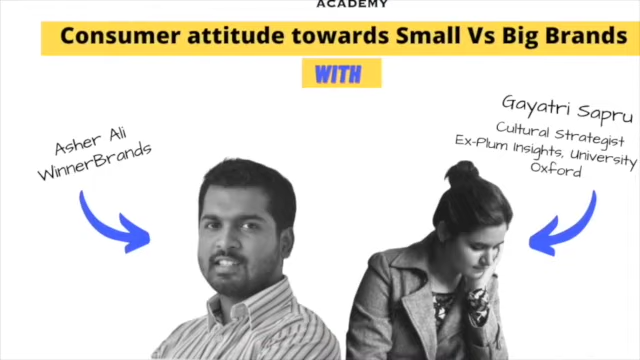 ACADEMY
Consumer attitude towards Small Vs Big Brands
WITH
Asher Ali
WinnerBrands
Gayatri Sapru
Cultural Strategist
Ex-Plum Insights, University
Oxford